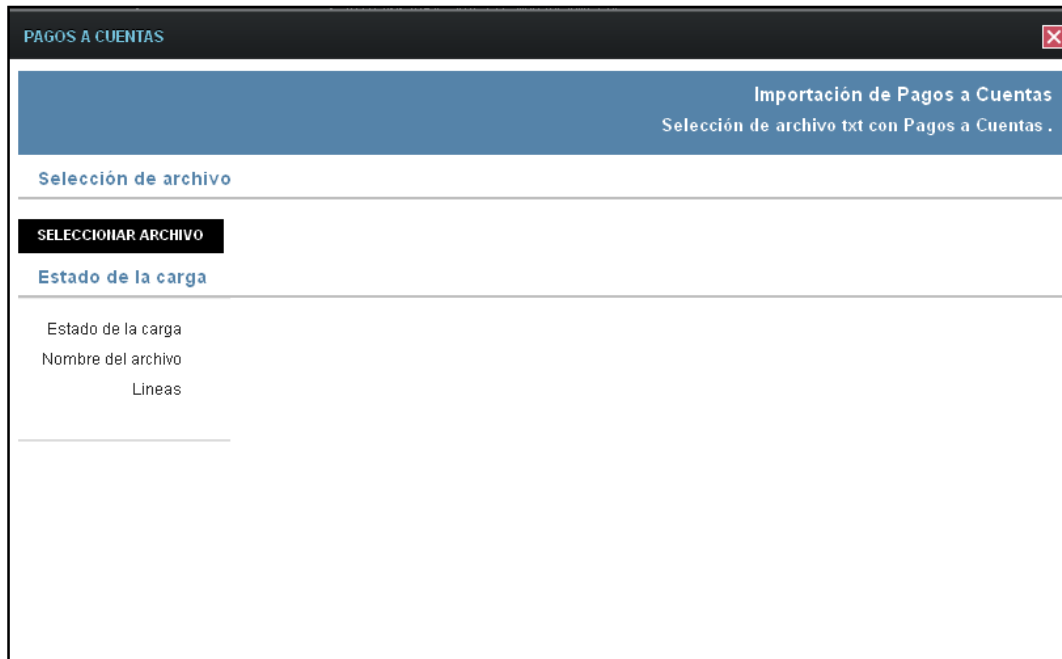 PAGOS A CUENTAS
Importación de Pagos a Cuentas
Selección de archivo txt con Pagos a Cuentas .
Selección de archivo
SELECCIONAR ARCHIVO
Estado de la carga
Estado de la carga
Nombre del archivo
Lineas